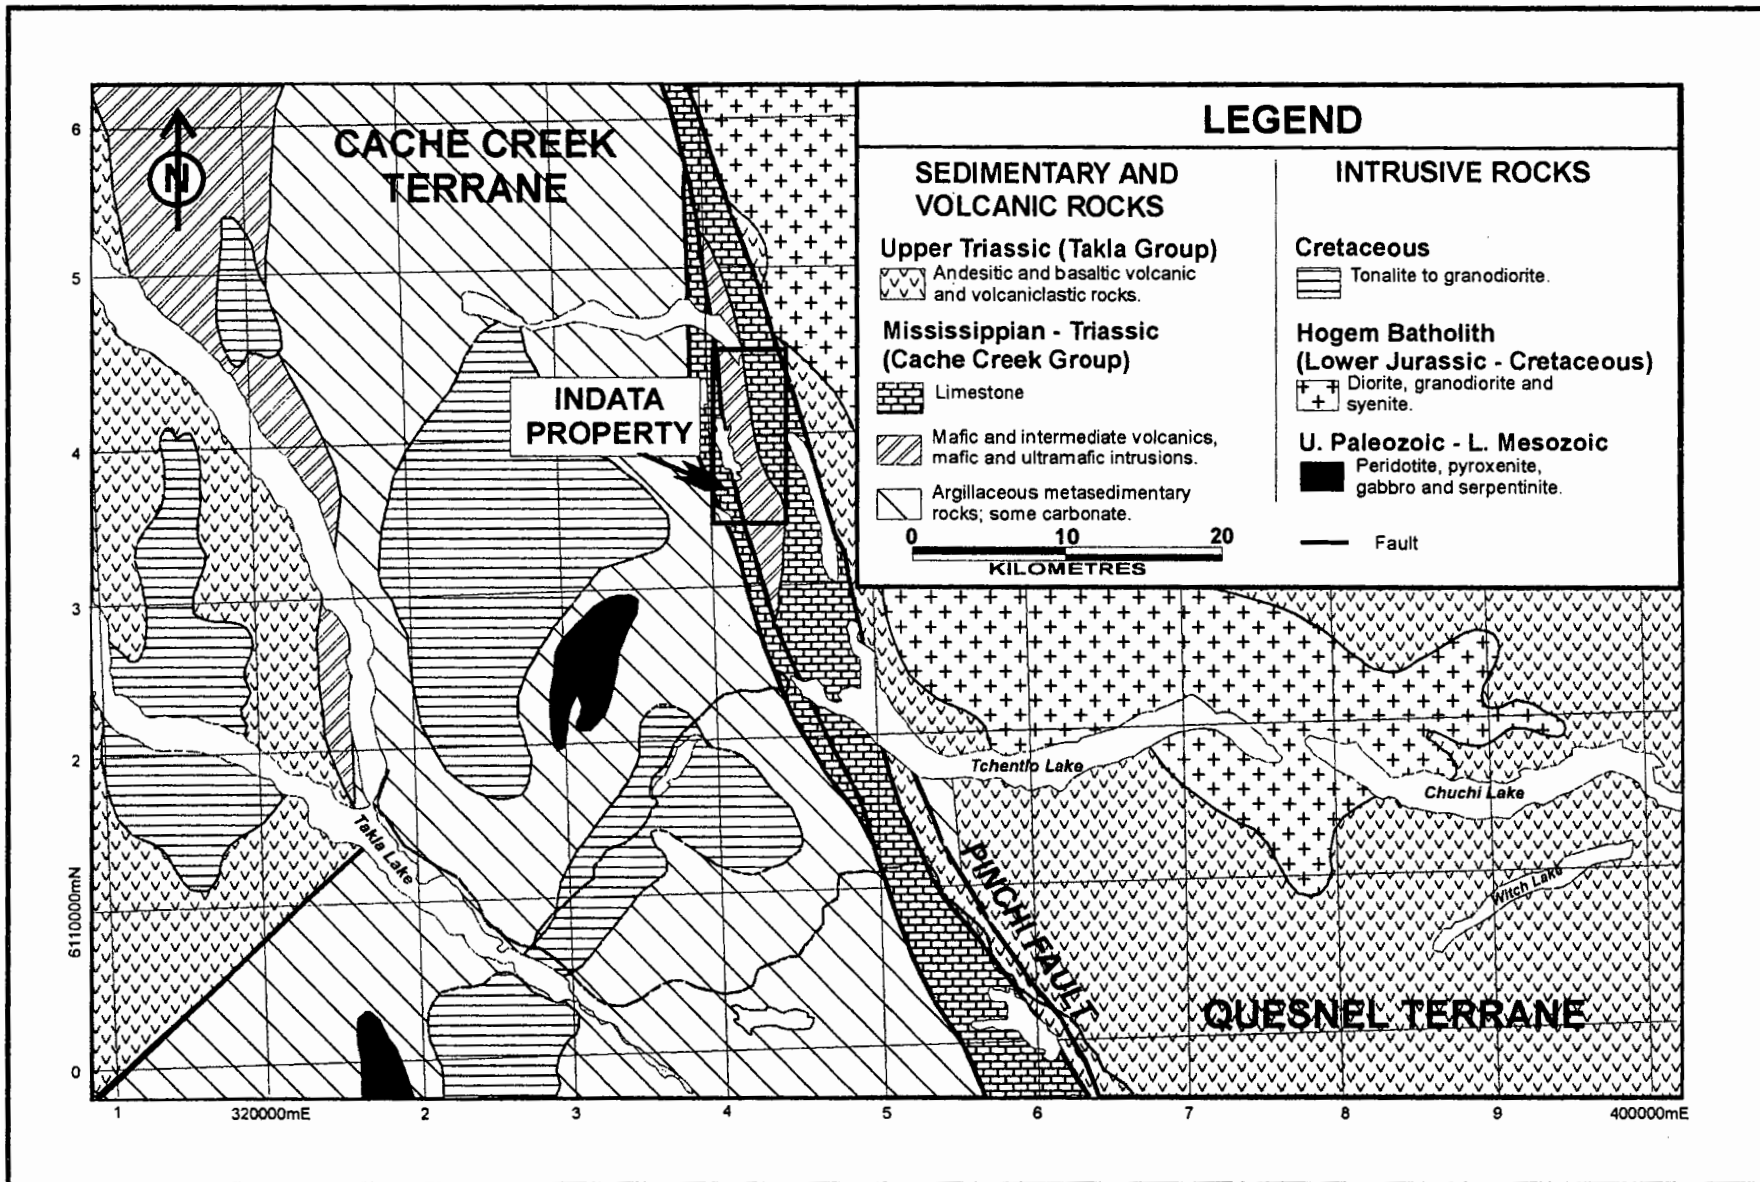 CACHE CREEK
TERRANE
N
INDATA
PROPERTY
LEGEND
SEDIMENTARY AND
VOLCANIC ROCKS
Upper Triassic (Takla Group)
Andesitic and basaltic volcanic
and volcaniclastic rocks.
Mississippian - Triassic
(Cache Creek Group)
Limestone
Mafic and intermediate volcanics,
mafic and ultramafic intrusions.
Argillaceous metasedimentary
rocks; some carbonate.
0 10 20
KILOMETRES
INTRUSIVE ROCKS
Cretaceous
Tonalite to granodiorite.
Hogem Batholith
(Lower Jurassic - Cretaceous)
Diorite, granodiorite and
syenite.
U. Paleozoic - L. Mesozoic
Peridotite, pyroxenite,
gabbro and serpentinite.
Fault
Tchentlo Lake
Chuchi Lake
Witch Lake
Takla Lake
PINCHI FAULT
QUESNEL TERRANE
6
5
4
3
2
6110000mN
0
1 320000mE 2 3 4 5 6 7 8 9 400000mE